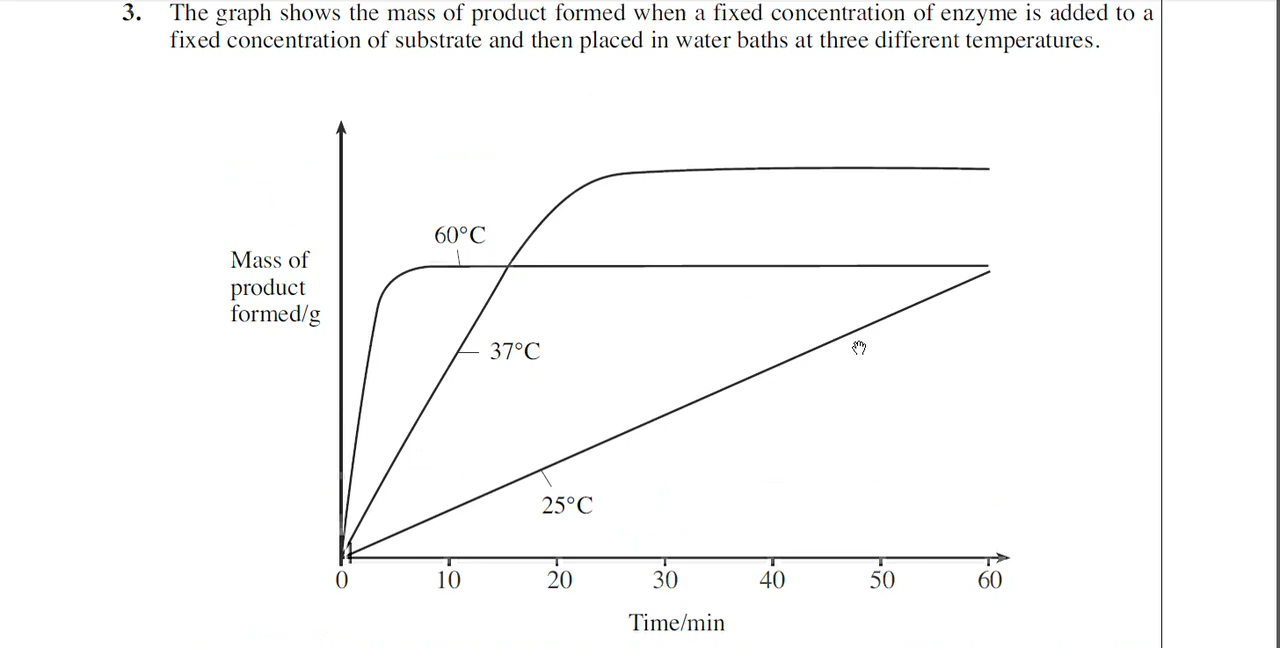 3. The graph shows the mass of product formed when a fixed concentration of enzyme is added to a
fixed concentration of substrate and then placed in water baths at three different temperatures.
60°C
Mass of
product
formed/g
37°C
25°C
0 10 20 30 40 50 60
Time/min